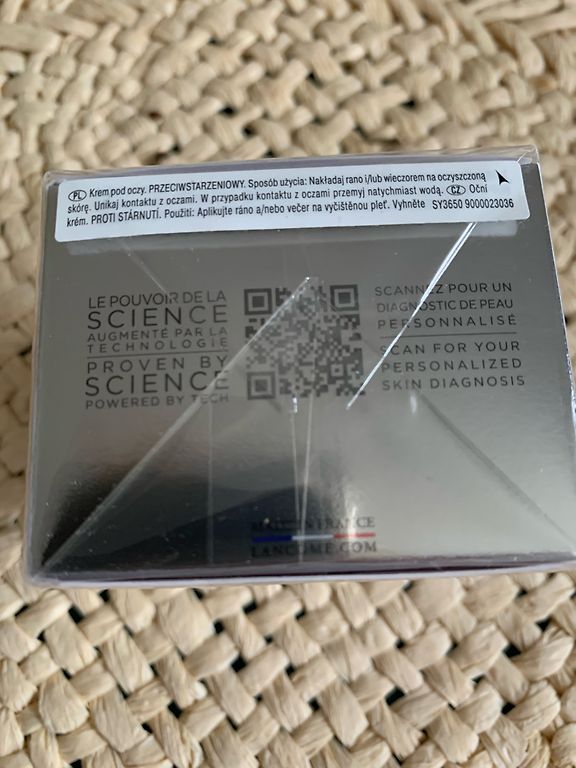 PL Krem pod oczy. PRZECIWSTARZENIOWY. Sposób użycia: Nakładaj rano i/lub wieczorem na oczyszczoną
skórę. Unikaj kontaktu z oczami. W przypadku kontaktu z oczami przemyj natychmiast wodą. CZ Oční
krém. PROTI STÁRNUTÍ. Použití: Aplikujte ráno a/nebo večer na vyčištěnou pleť. Vyhněte SY3650 9000023036
LE POUVOIR DE LA
SCIENCE
AUGMENTÉ PAR LA
TECHNOLOGIE
PROVEN BY
SCIENCE
POWERED BY TECH
SCANNEZ POUR UN
DIAGNOSTIC DE PEAU
PERSONNALISÉ
SCAN FOR YOUR
PERSONALIZED
SKIN DIAGNOSIS
MADE IN FRANCE
LANCOME.COM